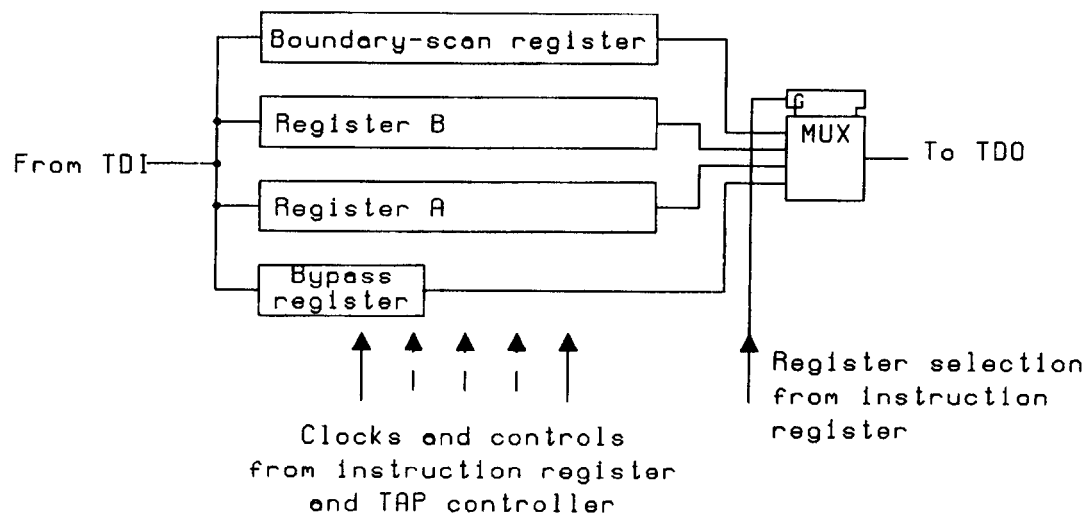 Boundary-scan register
G
Register B
MUX
From TDI
To TDO
Register A
Bypass
register
Register selection
from instruction
register
Clocks and controls
from instruction register
and TAP controller